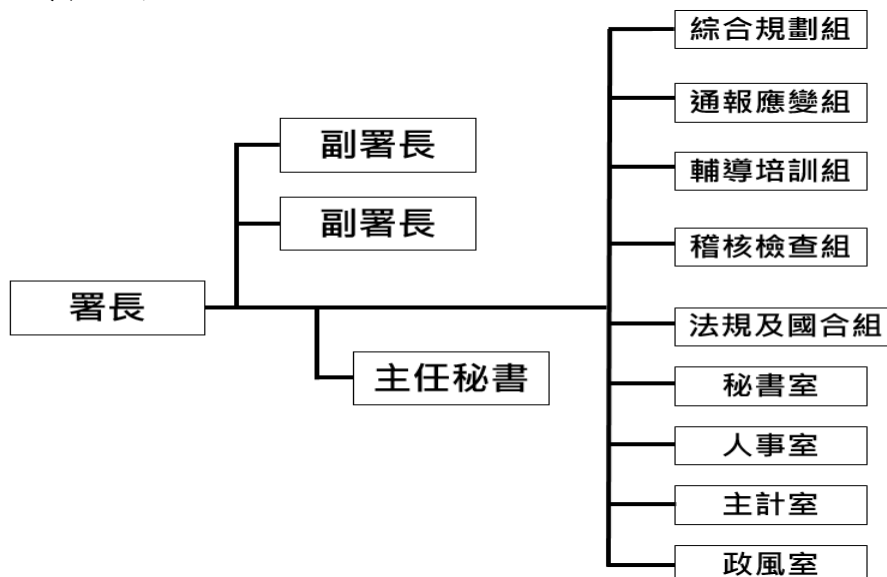 署長
副署長
副署長
主任秘書
綜合規劃組
通報應變組
輔導培訓組
稽核檢查組
法規及國合組
秘書室
人事室
主計室
政風室